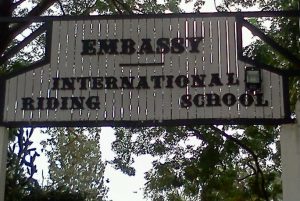 EMBASSY
INTERNATIONAL
RIDING SCHOOL